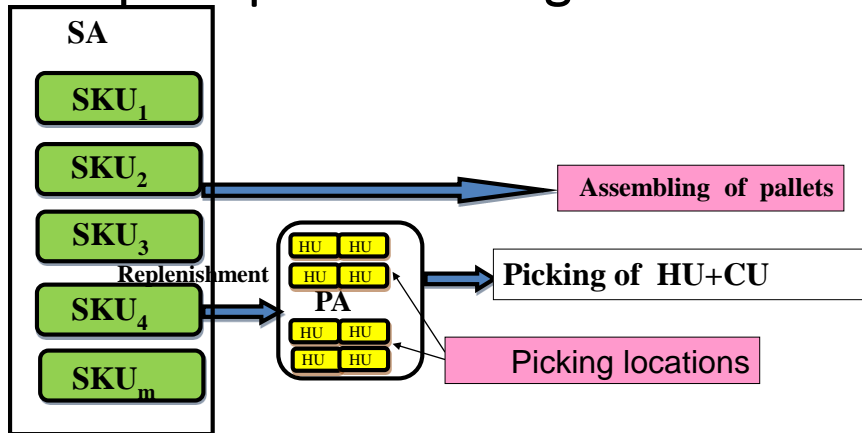 SA
SKU1
SKU2
Assembling of pallets
SKU3
HU HU
Replenishment
HU HU
Picking of HU+CU
PA
SKU4
HU HU
HU HU
Picking locations
SKUm